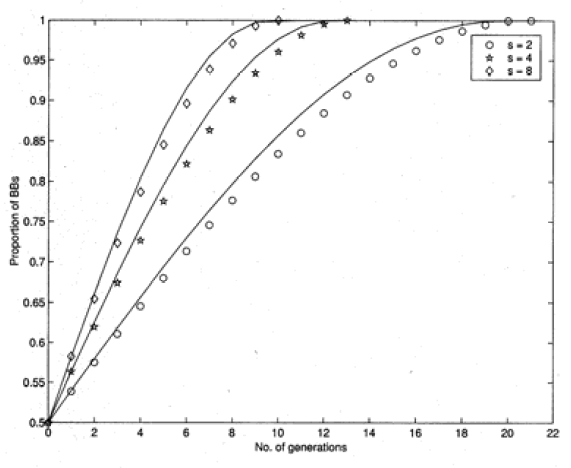 1
0.95
0.9
0.85
0.8
0.75
0.7
0.65
0.6
0.55
0.5
Proportion of BBs
0 2 4 6 8 10 12 14 16 18 20 22
No. of generations
s = 2
s = 4
s = 8